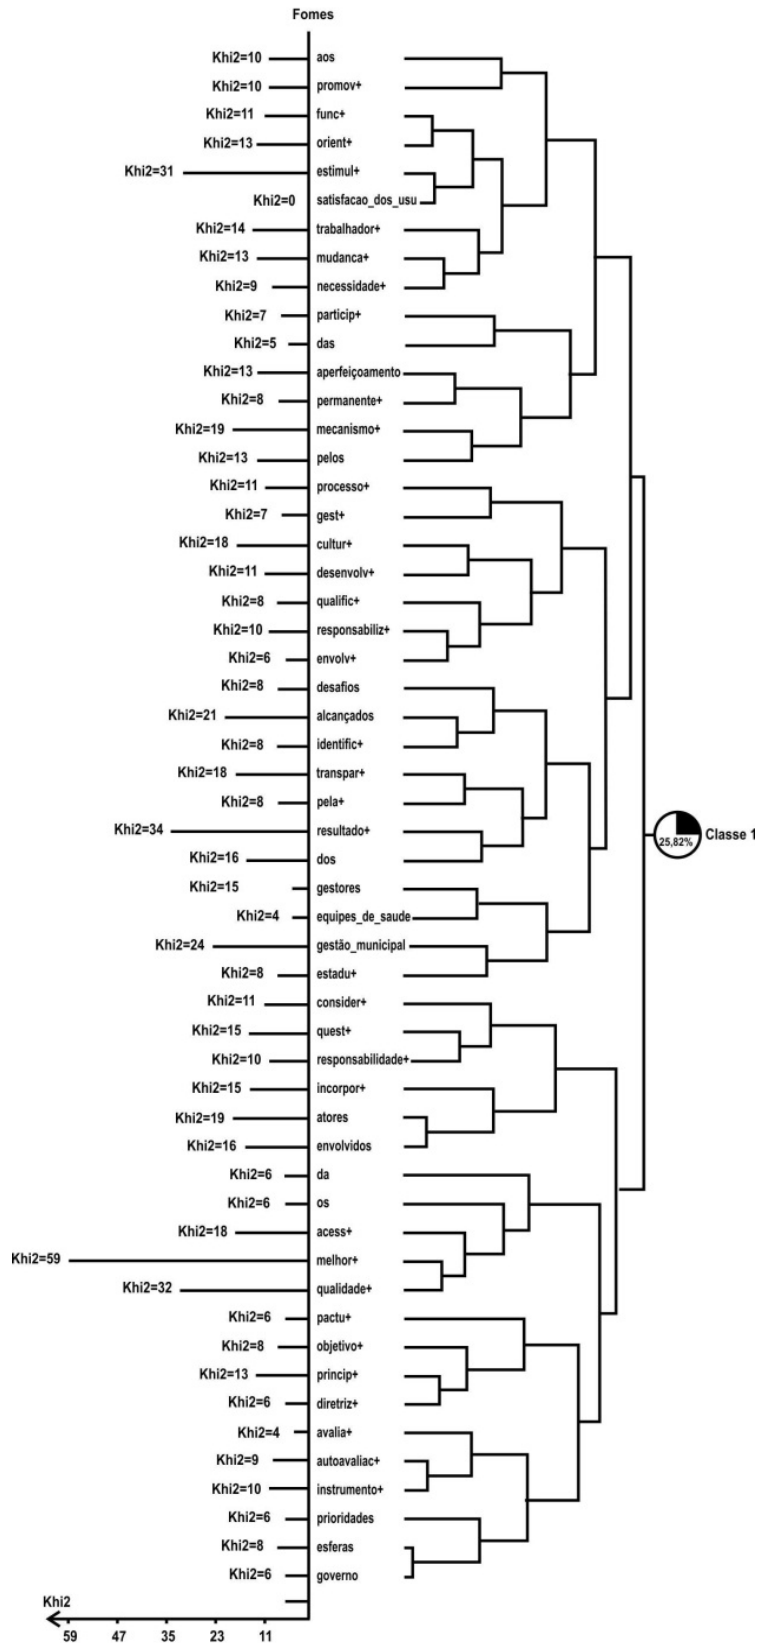 Fomes
Khi2=10 aos
Khi2=10 promov+
Khi2=11 func+
Khi2=13 orient+
Khi2=31 estimul+
Khi2=0 satisfacao_dos_usu
Khi2=14 trabalhador+
Khi2=13 mudanca+
Khi2=9 necessidade+
Khi2=7 particip+
Khi2=5 das
Khi2=13 aperfeiçoamento
Khi2=8 permanente+
Khi2=19 mecanismo+
Khi2=13 pelos
Khi2=11 processo+
Khi2=7 gest+
Khi2=18 cultur+
Khi2=11 desenvolv+
Khi2=8 qualific+
Khi2=10 responsabiliz+
Khi2=6 envolv+
Khi2=8 desafios
Khi2=21 alcançados
Khi2=8 identific+
Khi2=18 transpar+
Khi2=8 pela+
Khi2=34 resultado+
25,82% Classe 1
Khi2=16 dos
Khi2=15 gestores
Khi2=4 equipes_de_saude
Khi2=24 gestão_municipal
Khi2=8 estadu+
Khi2=11 consider+
Khi2=15 quest+
Khi2=10 responsabilidade+
Khi2=15 incorpor+
Khi2=19 atores
Khi2=16 envolvidos
Khi2=6 da
Khi2=6 os
Khi2=18 acess+
Khi2=59 melhor+
Khi2=32 qualidade+
Khi2=6 pactu+
Khi2=8 objetivo+
Khi2=13 princip+
Khi2=6 diretriz+
Khi2=4 avalia+
Khi2=9 autoavaliac+
Khi2=10 instrumento+
Khi2=6 prioridades
Khi2=8 esferas
Khi2=6 governo
Khi2
59 47 35 23 11